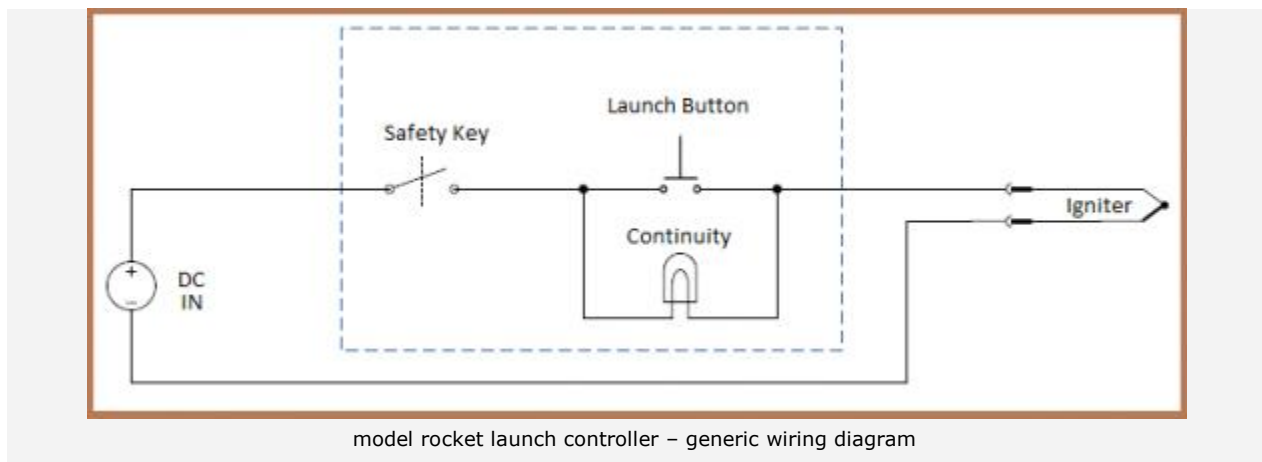 Launch Button
Safety Key
Continuity
Igniter
+
DC
IN
–
model rocket launch controller – generic wiring diagram